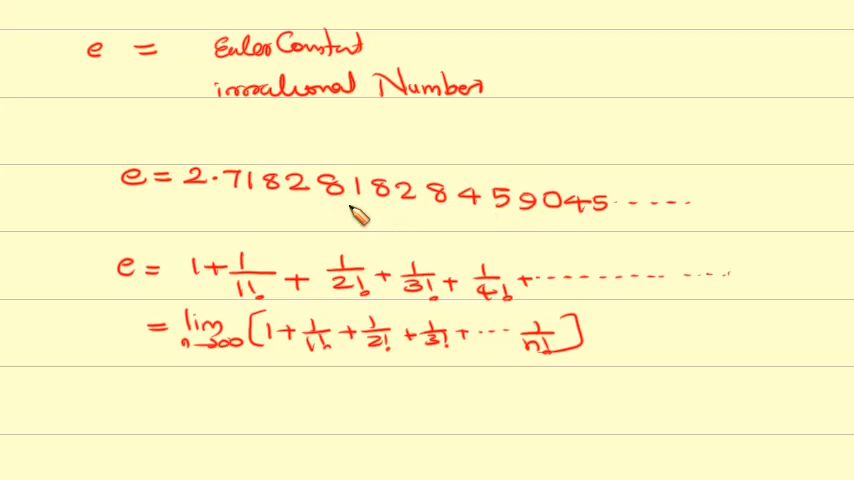 e = Euler Constant
irrational Number
e = 2.718281828459045 .....
e = 1 + 1/1! + 1/2! + 1/3! + 1/4! + ..............
= lim n→∞ [1 + 1/1! + 1/2! + 1/3! + ... 1/n!]